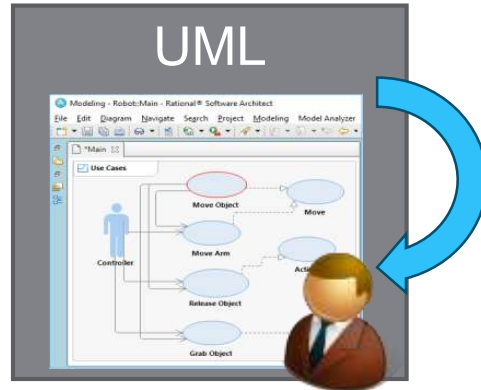 UML
Modeling - Robot::Main - Rational® Software Architect
File Edit Diagram Navigate Search Project Modeling Model Analyzer
*Main
Use Cases
Move Object
Move
Controller
Move Arm
Release Object
Grab Object